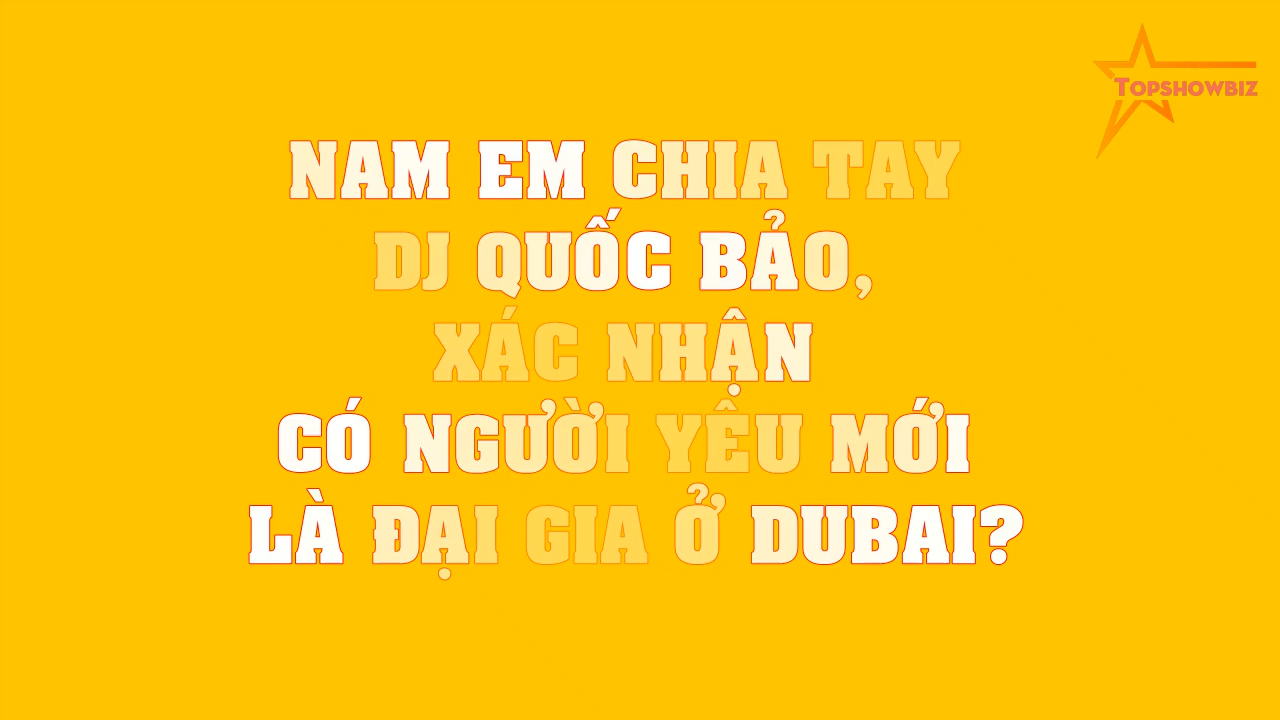 TOPSHOWBIZ
NAM EM CHIA TAY
DJ QUỐC BẢO,
XÁC NHẬN
CÓ NGƯỜI YÊU MỚI
LÀ ĐẠI GIA Ở DUBAI?